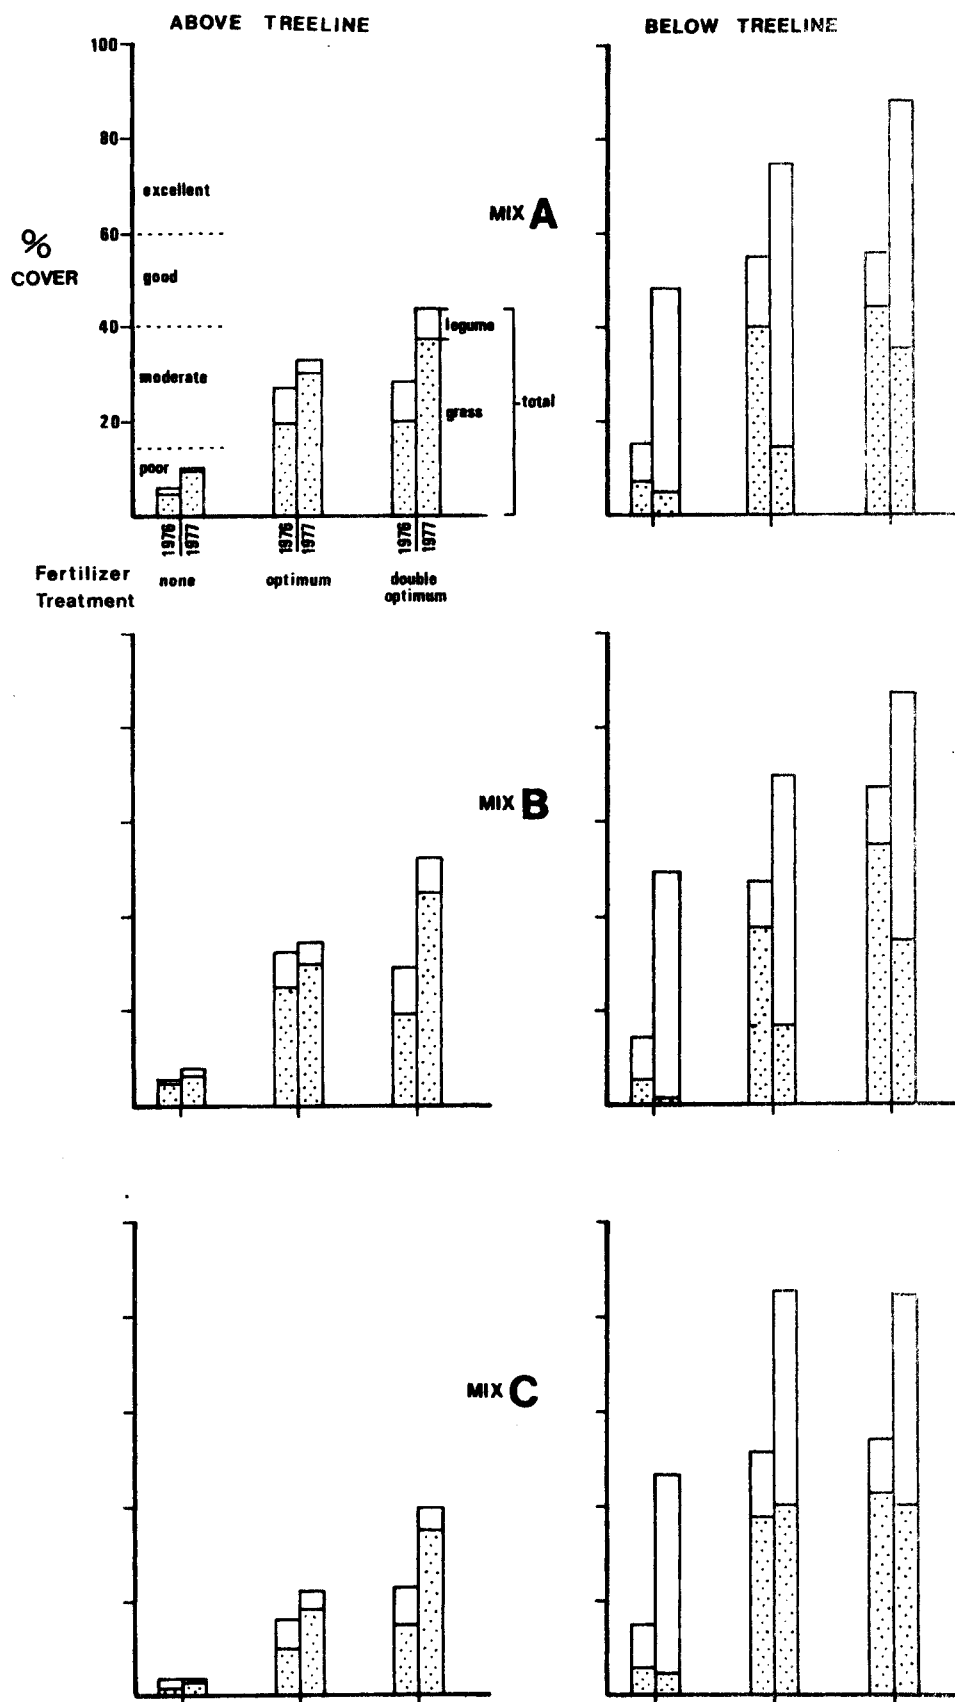 ABOVE TREELINE
BELOW TREELINE
100
80
excellent
MIX A
60
%
COVER
good
40
legume
moderate
total
grass
20
poor
1976
1977
1976
1977
1976
1977
Fertilizer
Treatment
none
optimum
double
optimum
MIX B
MIX C